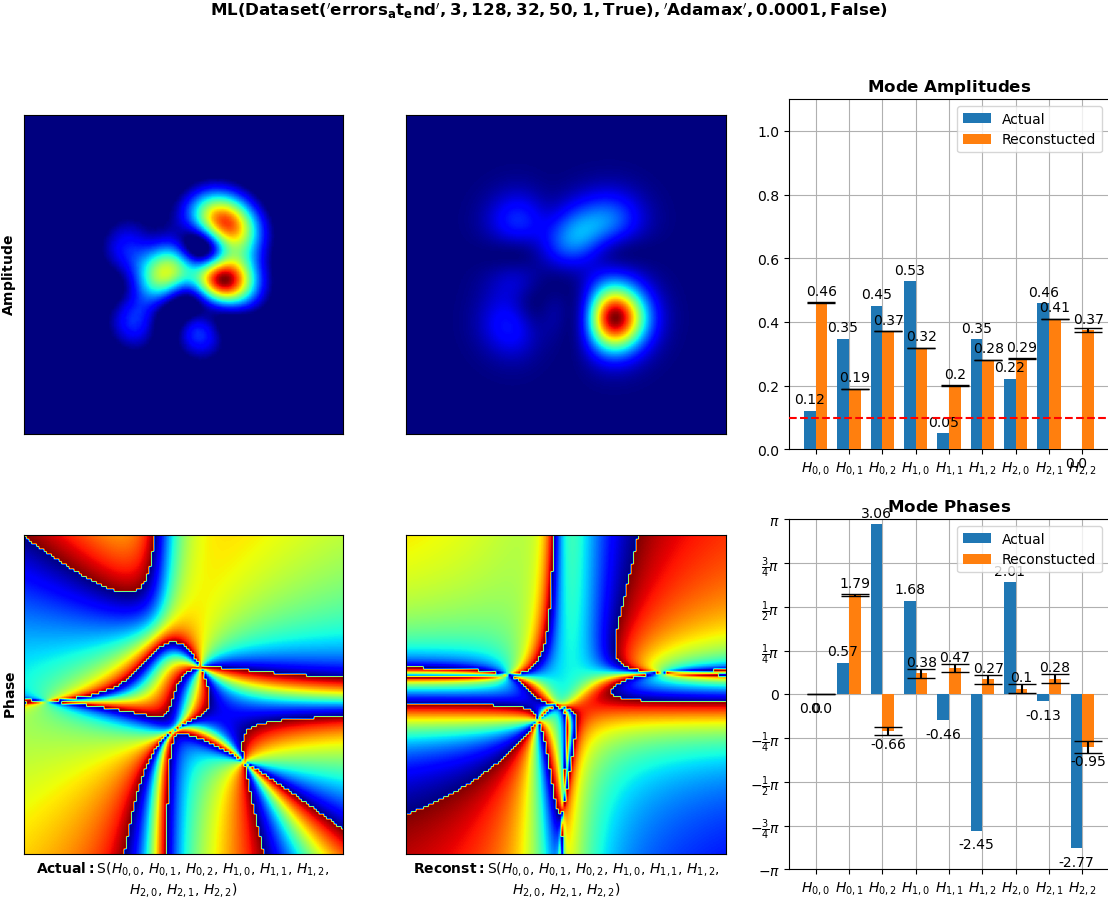 ML(Dataset('errors_at_end', 3, 128, 32, 50, 1, True), 'Adamax', 0.0001, False)
Amplitude
Mode Amplitudes
Actual
Reconstucted
1.0
0.8
0.6
0.4
0.2
0.0
0.12
0.46
0.35
0.19
0.45
0.37
0.53
0.32
0.05
0.2
0.35
0.28
0.22
0.29
0.46
0.41
0.0
0.37
H0,0 H0,1 H0,2 H1,0 H1,1 H1,2 H2,0 H2,1 H2,2
Phase
Mode Phases
Actual
Reconstucted
π
3/4π
1/2π
1/4π
0
−1/4π
−1/2π
−3/4π
−π
0.0
0.0
0.57
1.79
3.06
-0.66
1.68
0.38
-0.46
0.47
-2.45
0.27
2.01
0.1
-0.13
0.28
-2.77
-0.95
H0,0 H0,1 H0,2 H1,0 H1,1 H1,2 H2,0 H2,1 H2,2
Actual: S(H0,0, H0,1, H0,2, H1,0, H1,1, H1,2,
H2,0, H2,1, H2,2)
Reconst: S(H0,0, H0,1, H0,2, H1,0, H1,1, H1,2,
H2,0, H2,1, H2,2)